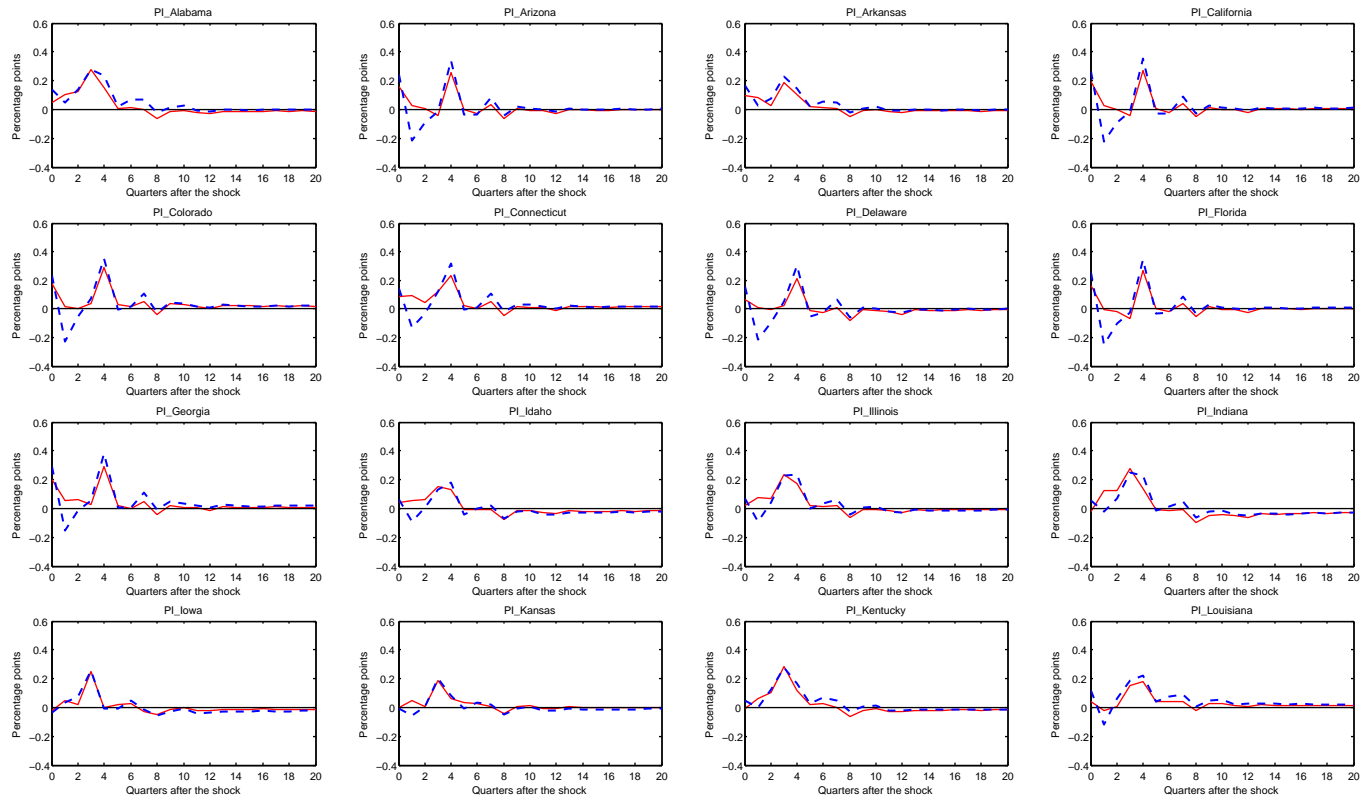 PI_Alabama
0.6
0.4
0.2
0
−0.2
−0.4
Percentage points
0 2 4 6 8 10 12 14 16 18 20
Quarters after the shock
PI_Arizona
0.6
0.4
0.2
0
−0.2
−0.4
Percentage points
0 2 4 6 8 10 12 14 16 18 20
Quarters after the shock
PI_Arkansas
0.6
0.4
0.2
0
−0.2
−0.4
Percentage points
0 2 4 6 8 10 12 14 16 18 20
Quarters after the shock
PI_California
0.6
0.4
0.2
0
−0.2
−0.4
Percentage points
0 2 4 6 8 10 12 14 16 18 20
Quarters after the shock
PI_Colorado
0.6
0.4
0.2
0
−0.2
−0.4
Percentage points
0 2 4 6 8 10 12 14 16 18 20
Quarters after the shock
PI_Connecticut
0.6
0.4
0.2
0
−0.2
−0.4
Percentage points
0 2 4 6 8 10 12 14 16 18 20
Quarters after the shock
PI_Delaware
0.6
0.4
0.2
0
−0.2
−0.4
Percentage points
0 2 4 6 8 10 12 14 16 18 20
Quarters after the shock
PI_Florida
0.6
0.4
0.2
0
−0.2
−0.4
Percentage points
0 2 4 6 8 10 12 14 16 18 20
Quarters after the shock
PI_Georgia
0.6
0.4
0.2
0
−0.2
−0.4
Percentage points
0 2 4 6 8 10 12 14 16 18 20
Quarters after the shock
PI_Idaho
0.6
0.4
0.2
0
−0.2
−0.4
Percentage points
0 2 4 6 8 10 12 14 16 18 20
Quarters after the shock
PI_Illinois
0.6
0.4
0.2
0
−0.2
−0.4
Percentage points
0 2 4 6 8 10 12 14 16 18 20
Quarters after the shock
PI_Indiana
0.6
0.4
0.2
0
−0.2
−0.4
Percentage points
0 2 4 6 8 10 12 14 16 18 20
Quarters after the shock
PI_Iowa
0.6
0.4
0.2
0
−0.2
−0.4
Percentage points
0 2 4 6 8 10 12 14 16 18 20
Quarters after the shock
PI_Kansas
0.6
0.4
0.2
0
−0.2
−0.4
Percentage points
0 2 4 6 8 10 12 14 16 18 20
Quarters after the shock
PI_Kentucky
0.6
0.4
0.2
0
−0.2
−0.4
Percentage points
0 2 4 6 8 10 12 14 16 18 20
Quarters after the shock
PI_Louisiana
0.6
0.4
0.2
0
−0.2
−0.4
Percentage points
0 2 4 6 8 10 12 14 16 18 20
Quarters after the shock